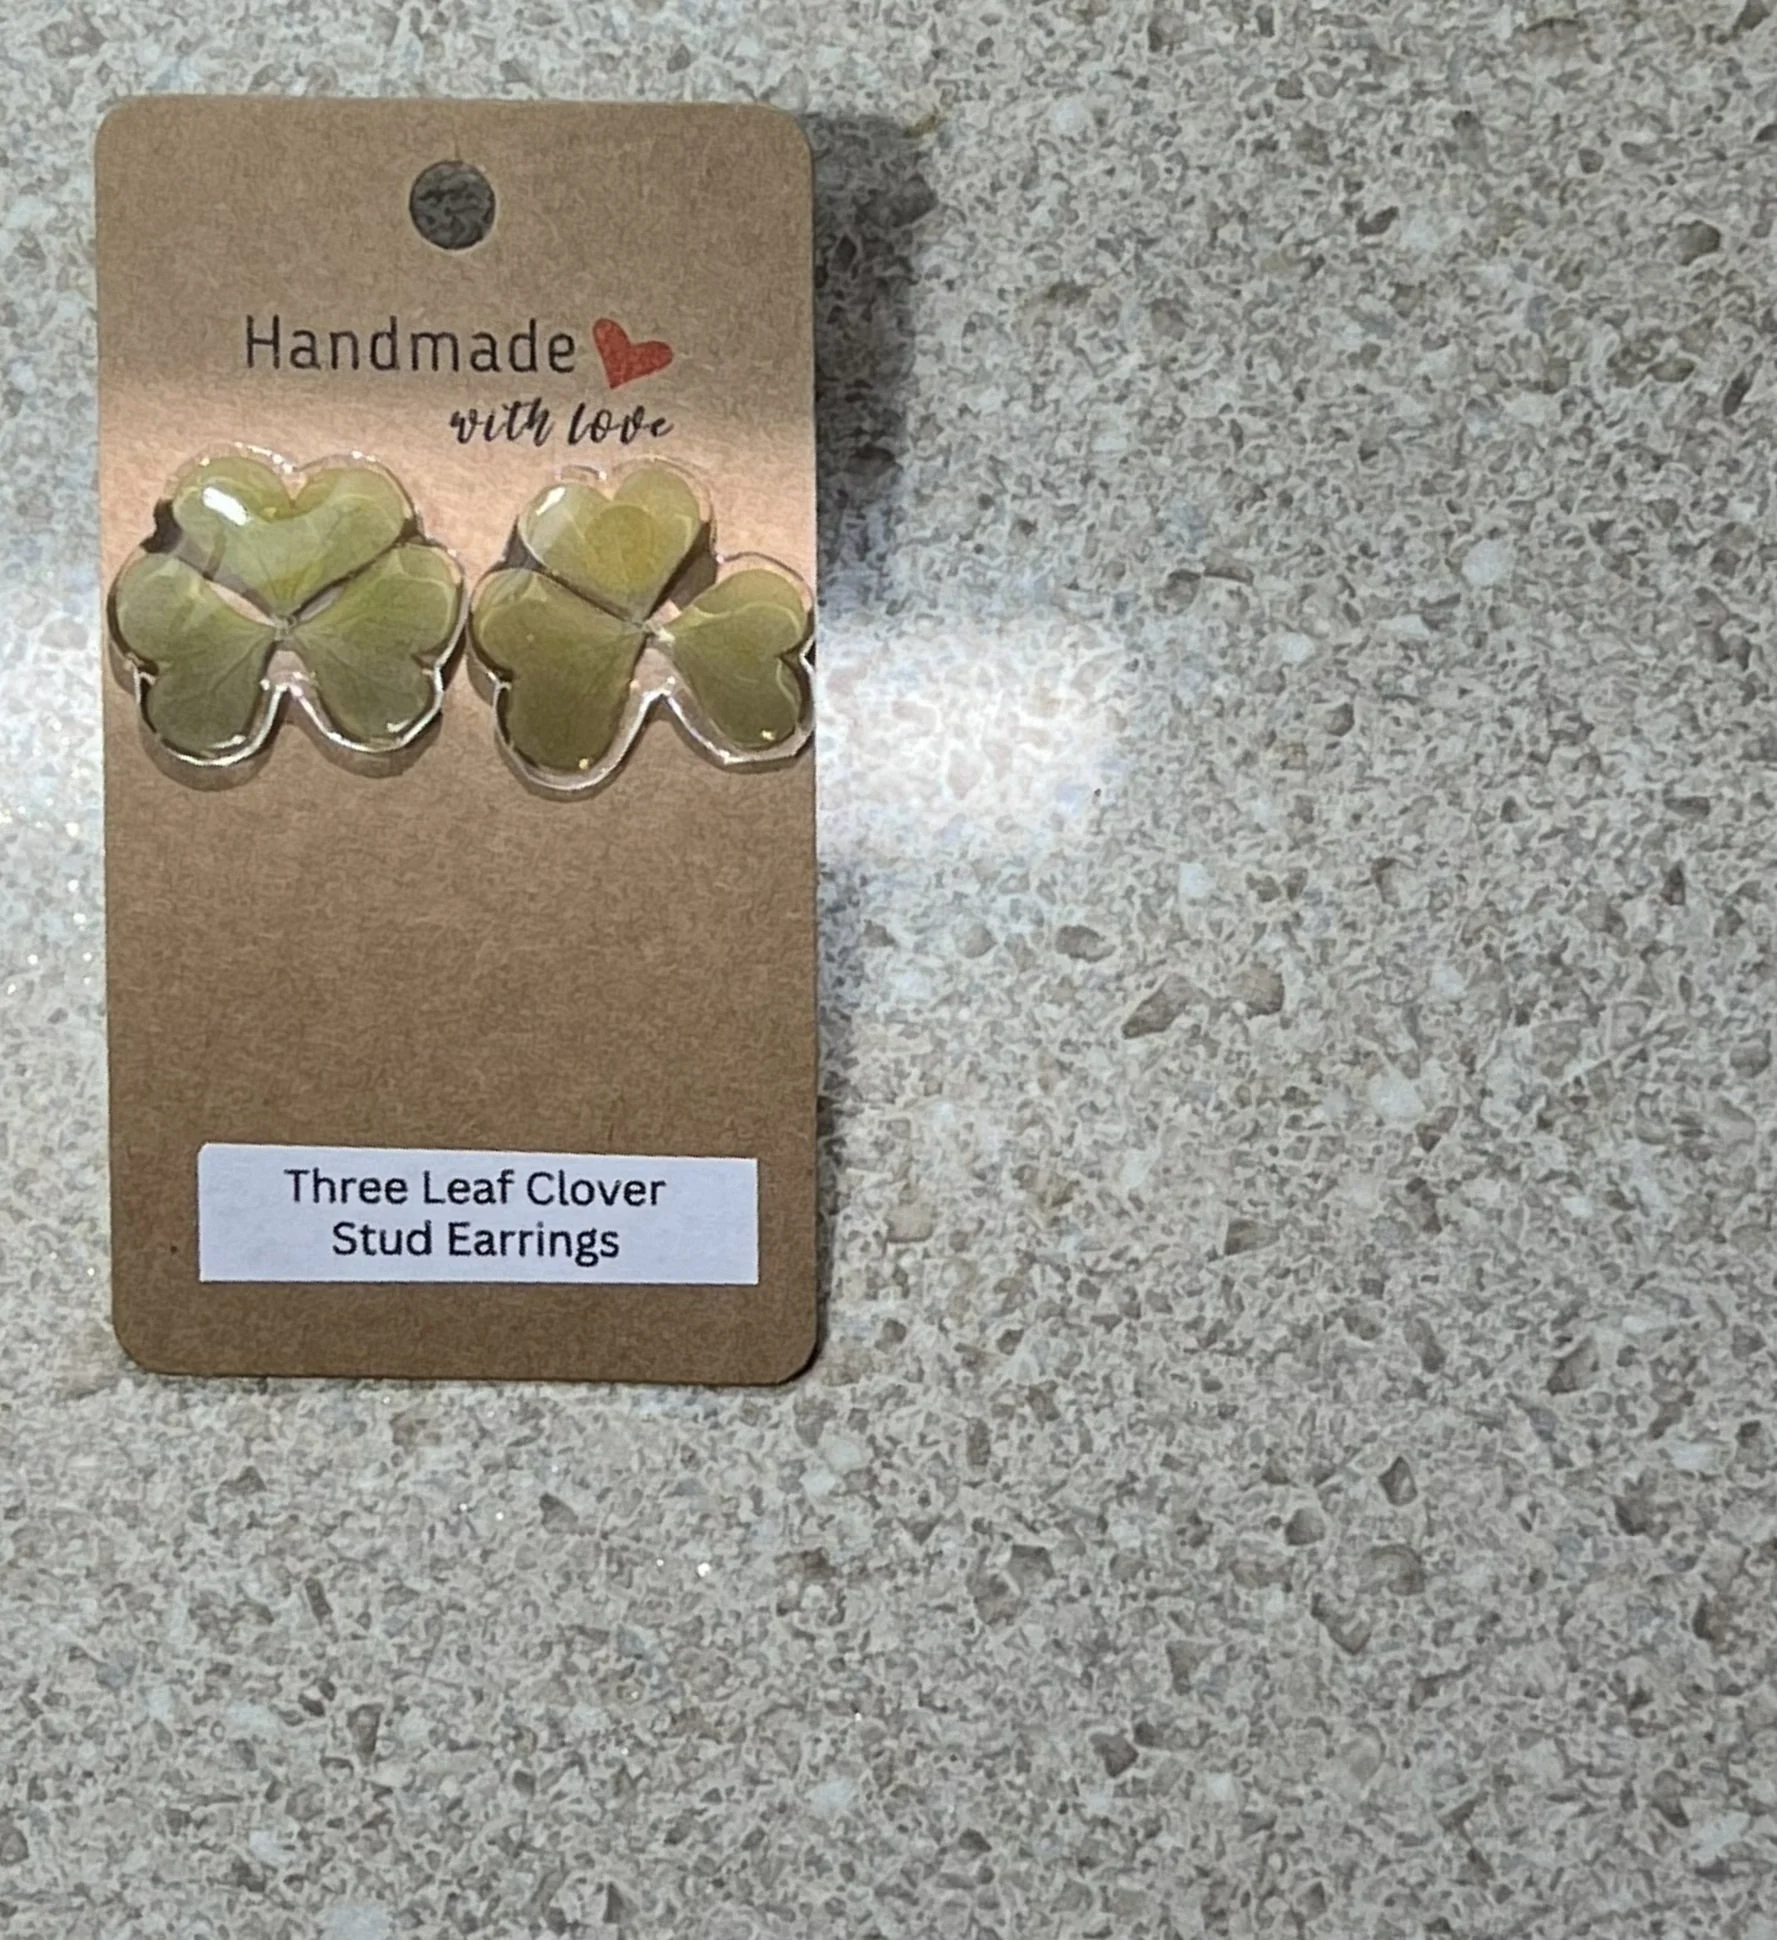 Handmade
with love
Three Leaf Clover
Stud Earrings